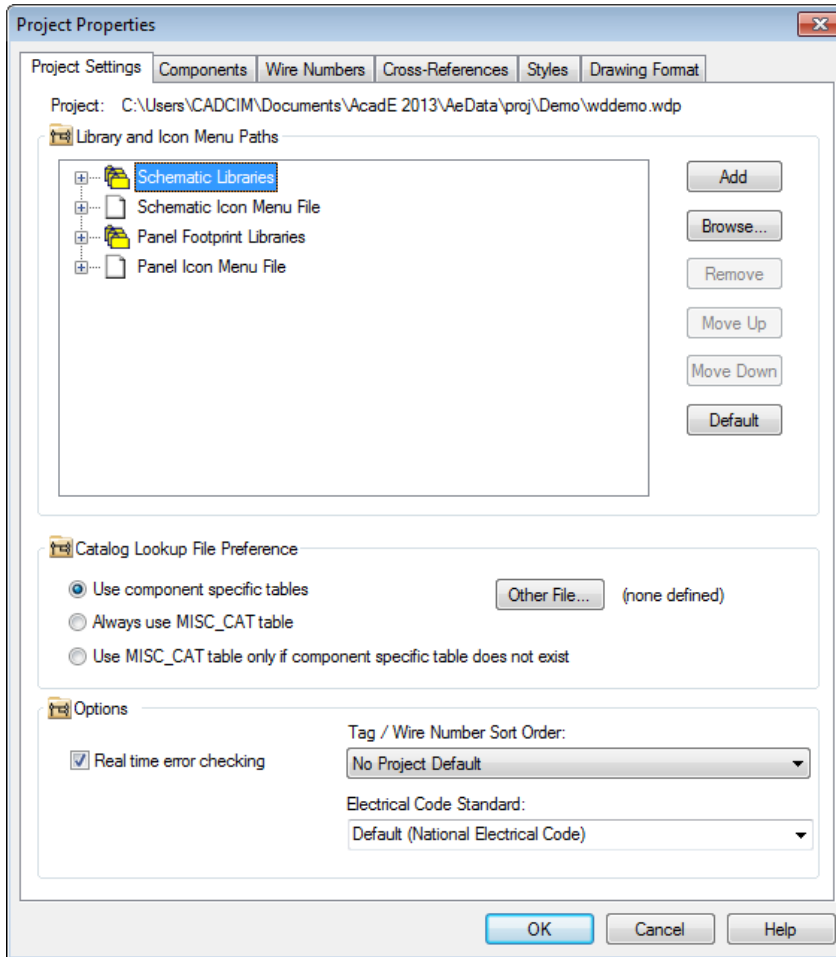 Project Properties
Project Settings Components Wire Numbers Cross-References Styles Drawing Format
Project: C:\Users\CADCIM\Documents\AcadE 2013\AeData\proj\Demo\wddemo.wdp
Library and Icon Menu Paths
Schematic Libraries
Add
Schematic Icon Menu File
Browse...
Panel Footprint Libraries
Panel Icon Menu File
Remove
Move Up
Move Down
Default
Catalog Lookup File Preference
Use component specific tables
Other File... (none defined)
Always use MISC_CAT table
Use MISC_CAT table only if component specific table does not exist
Options
Tag / Wire Number Sort Order:
Real time error checking
No Project Default
Electrical Code Standard:
Default (National Electrical Code)
OK Cancel Help